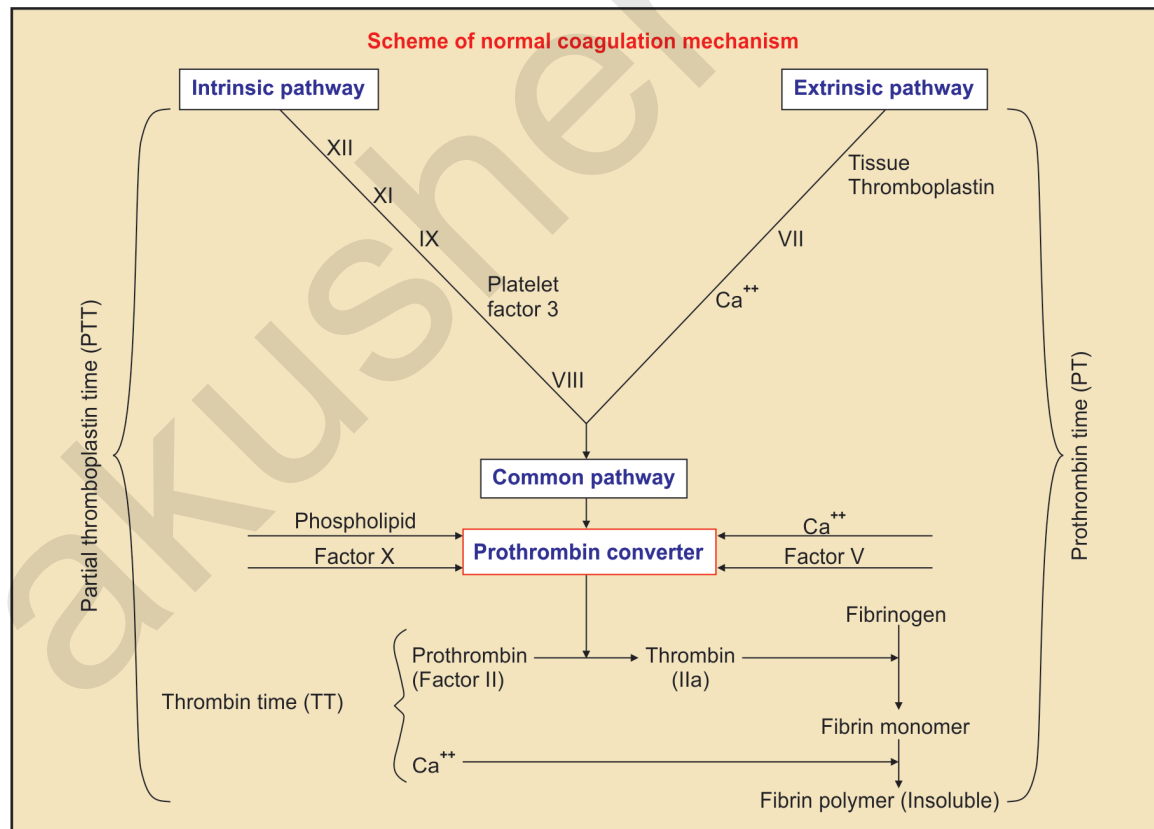 Scheme of normal coagulation mechanism
Intrinsic pathway
Extrinsic pathway
XII
XI
IX
Platelet
factor 3
VIII
Tissue
Thromboplastin
VII
Ca++
Partial thromboplastin time (PTT)
Prothrombin time (PT)
Common pathway
Phospholipid
Factor X
Prothrombin converter
Ca++
Factor V
Fibrinogen
Thrombin time (TT)
Prothrombin
(Factor II)
Thrombin
(IIa)
Fibrin monomer
Ca++
Fibrin polymer (Insoluble)
akusher